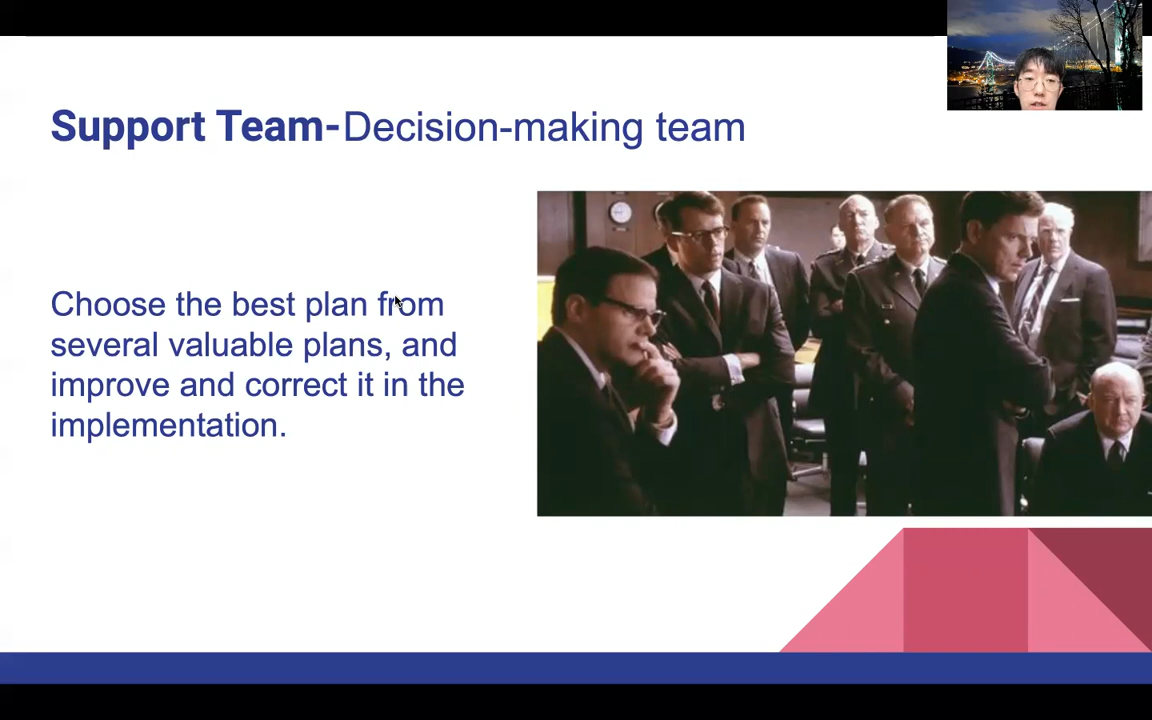 Support Team-Decision-making team
Choose the best plan from
several valuable plans, and
improve and correct it in the
implementation.